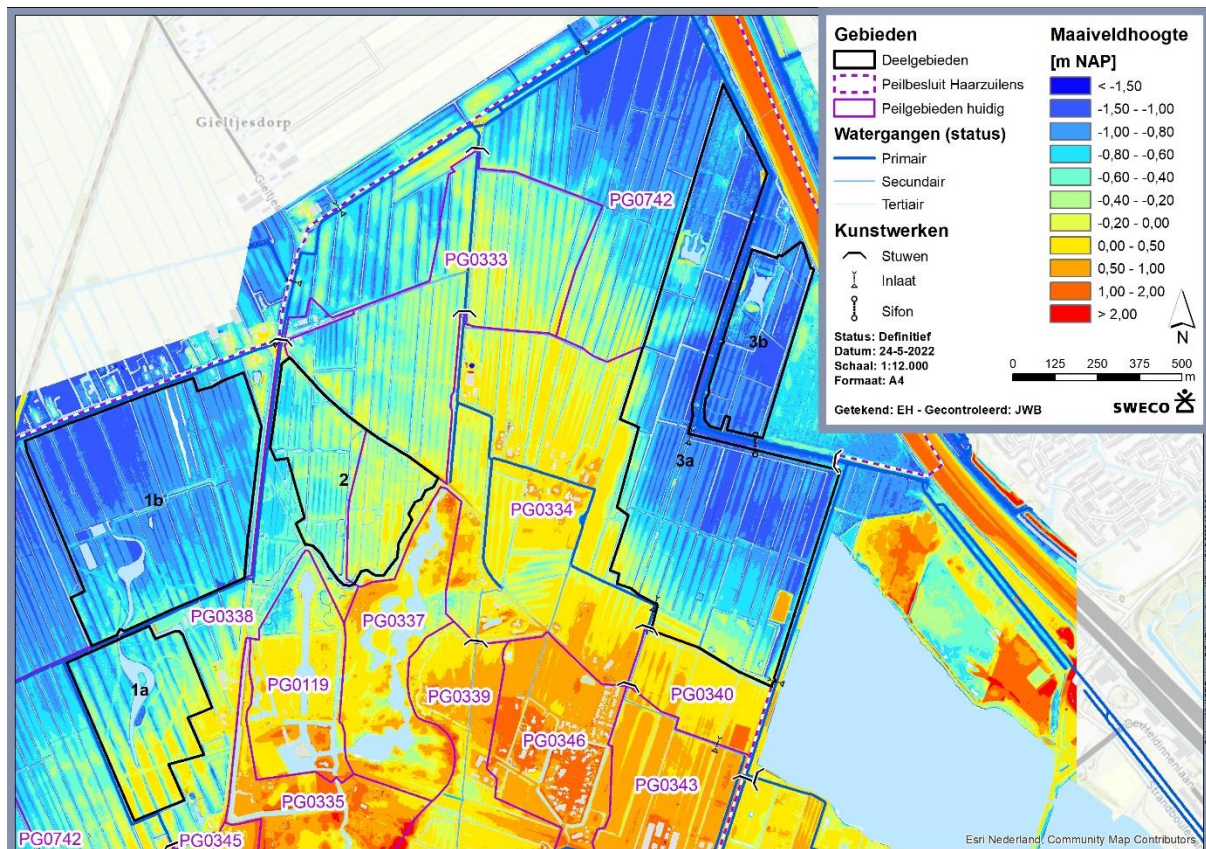 Gebieden
Deelgebieden
Peilbesluit Haarzuilens
Peilgebieden huidig
Watergangen (status)
Primair
Secundair
Tertiair
Kunstwerken
Stuwen
Inlaat
Sifon
Status: Definitief
Datum: 24-5-2022
Schaal: 1:12.000
Formaat: A4
Getekend: EH - Gecontroleerd: JWB
Maaiveldhoogte
[m NAP]
< -1,50
-1,50 - -1,00
-1,00 - -0,80
-0,80 - -0,60
-0,60 - -0,40
-0,40 - -0,20
-0,20 - 0,00
0,00 - 0,50
0,50 - 1,00
1,00 - 2,00
> 2,00
N
0 125 250 375 500
m
SWECO
Gieltjesdorp
PG0742
PG0333
3b
3a
2
1b
PG0334
PG0338
PG0337
1a
PG0119
PG0339
PG0340
PG0346
PG0343
PG0335
PG0742
PG0345
Strandboule
Esri Nederland, Community Map Contributors